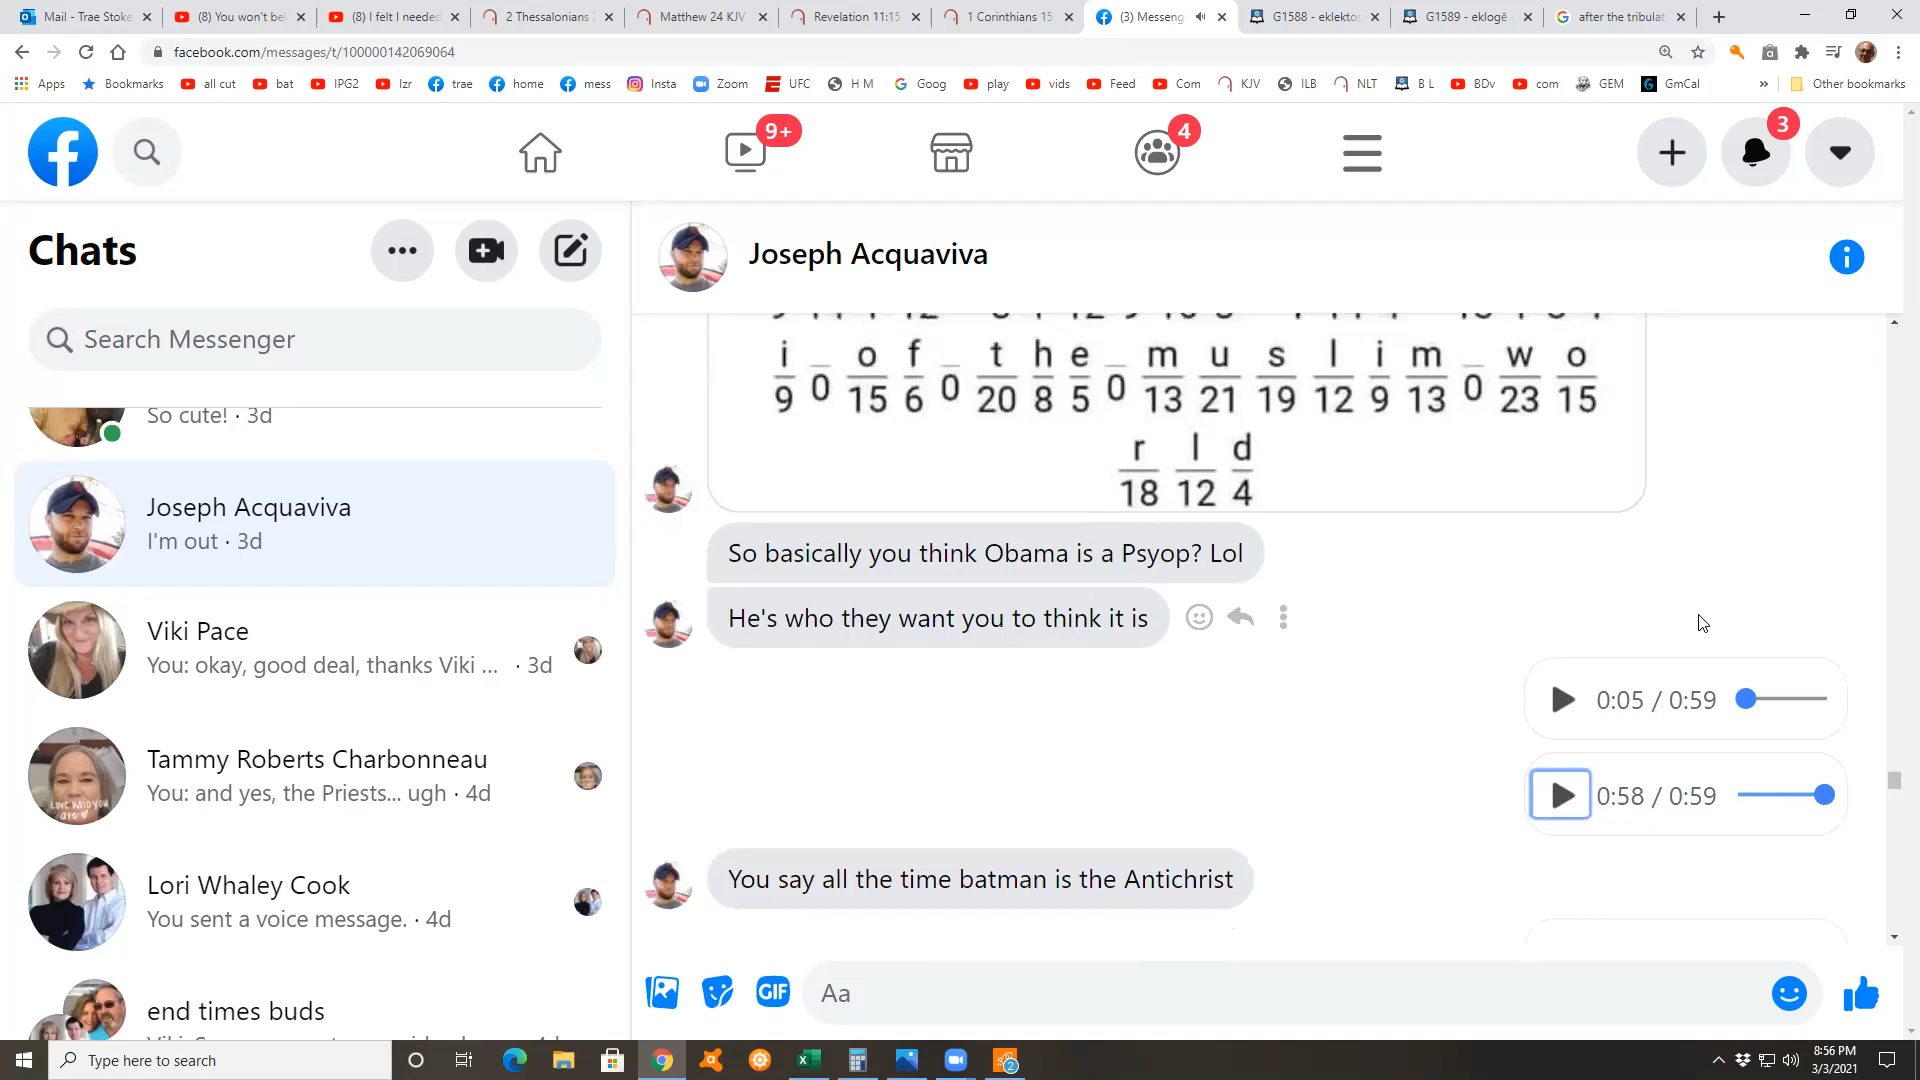 Mail - Trae Stoke
(8) You won't be
(8) I felt I needed
2 Thessalonians
Matthew 24 KJV
Revelation 11:15
1 Corinthians 15
(3) Messeng
G1588 - eklektos
G1589 - eklogē
after the tribulat
facebook.com/messages/t/100000142069064
Apps Bookmarks all cut bat IPG2 lzr trae home mess Insta Zoom UFC H M Goog play vids Feed Com KJV ILB NLT B L BDv com GEM GmCal » Other bookmarks
9+
4
3
Chats
Search Messenger
So cute! · 3d
Joseph Acquaviva
I'm out · 3d
Viki Pace
You: okay, good deal, thanks Viki ... · 3d
Tammy Roberts Charbonneau
You: and yes, the Priests... ugh · 4d
Lori Whaley Cook
You sent a voice message. · 4d
end times buds
Joseph Acquaviva
i _ o f _ t h e _ m u s l i m _ w o
9 0 15 6 0 20 8 5 0 13 21 19 12 9 13 0 23 15
r l d
18 12 4
So basically you think Obama is a Psyop? Lol
He's who they want you to think it is
0:05 / 0:59
0:58 / 0:59
You say all the time batman is the Antichrist
GIF
Aa
Type here to search
2
8:56 PM
3/3/2021